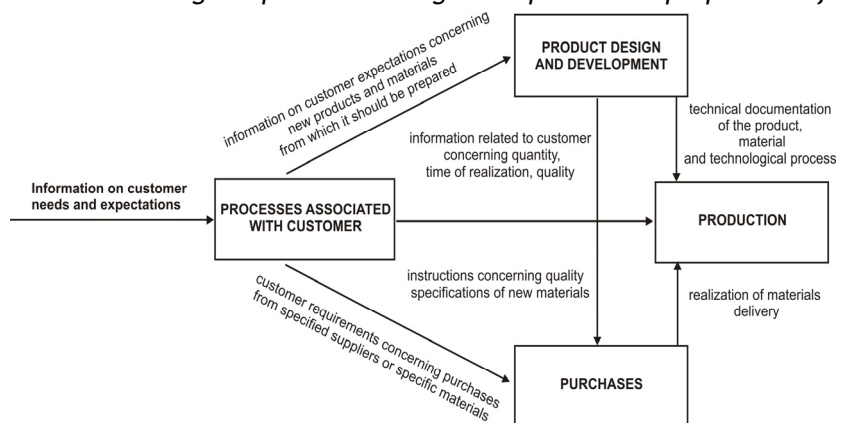 PRODUCT DESIGN
AND DEVELOPMENT
information on customer expectations concerning
new products and materials
from which it should be prepared
technical documentation
of the product,
material
and technological process
information related to customer
concerning quantity,
time of realization, quality
Information on customer
needs and expectations
PROCESSES ASSOCIATED
WITH CUSTOMER
PRODUCTION
instructions concerning quality
specifications of new materials
customer requirements concerning purchases
from specified suppliers or specific materials
realization of materials
delivery
PURCHASES